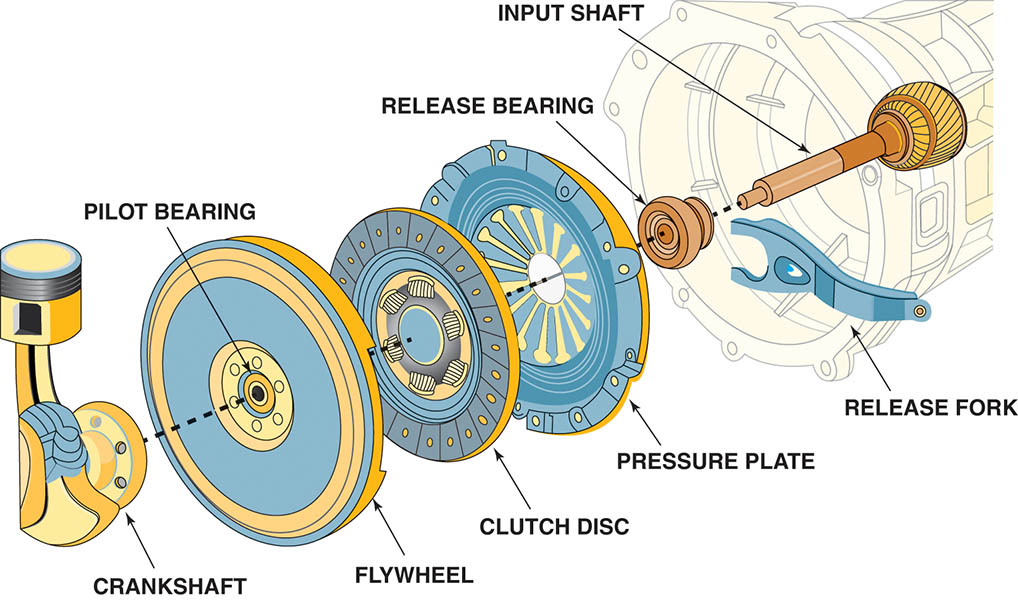 INPUT SHAFT
RELEASE BEARING
PILOT BEARING
RELEASE FORK
PRESSURE PLATE
CLUTCH DISC
FLYWHEEL
CRANKSHAFT